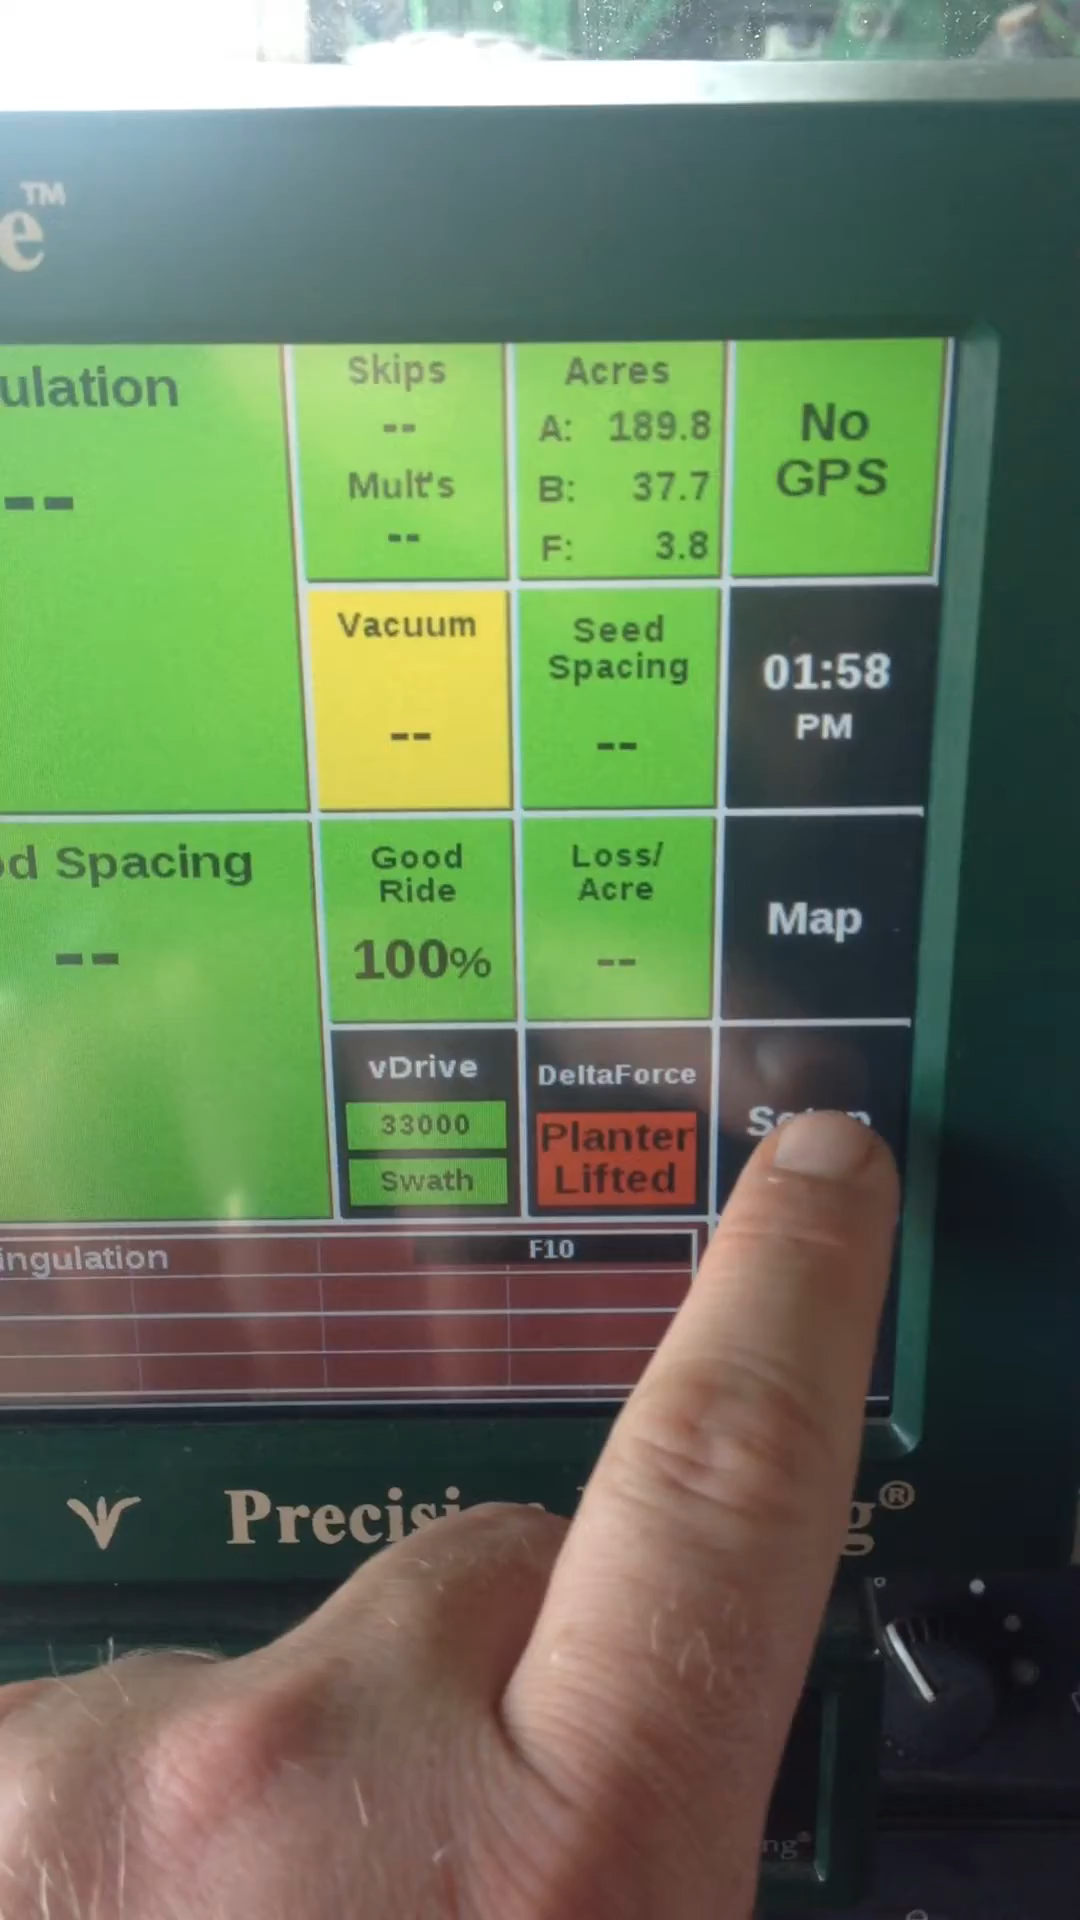 e™
ulation
--
Skips
--
Mult's
--
Acres
A: 189.8
B: 37.7
F: 3.8
No
GPS
Vacuum
--
Seed
Spacing
--
01:58
PM
d Spacing
--
Good
Ride
100%
Loss/
Acre
--
Map
vDrive
33000
Swath
DeltaForce
Planter
Lifted
ingulation
F10